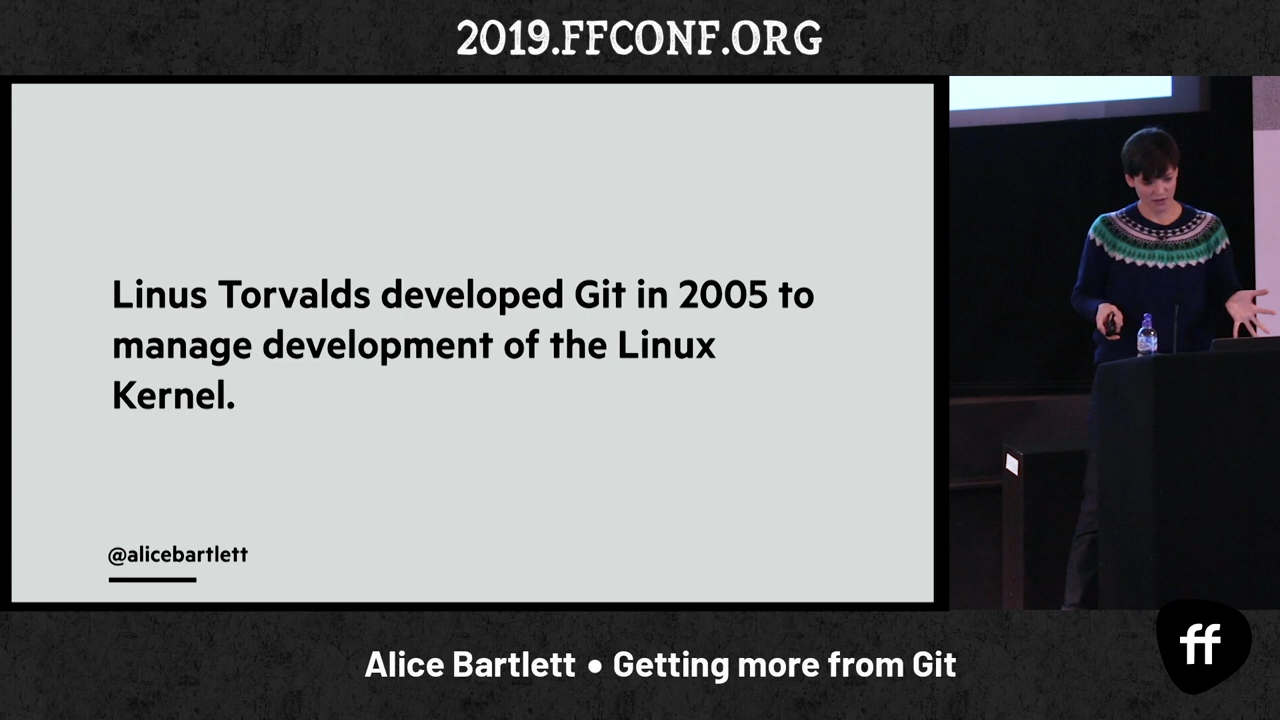 2019.FFCONF.ORG
Linus Torvalds developed Git in 2005 to
manage development of the Linux
Kernel.
@alicebartlett
Alice Bartlett • Getting more from Git
ff